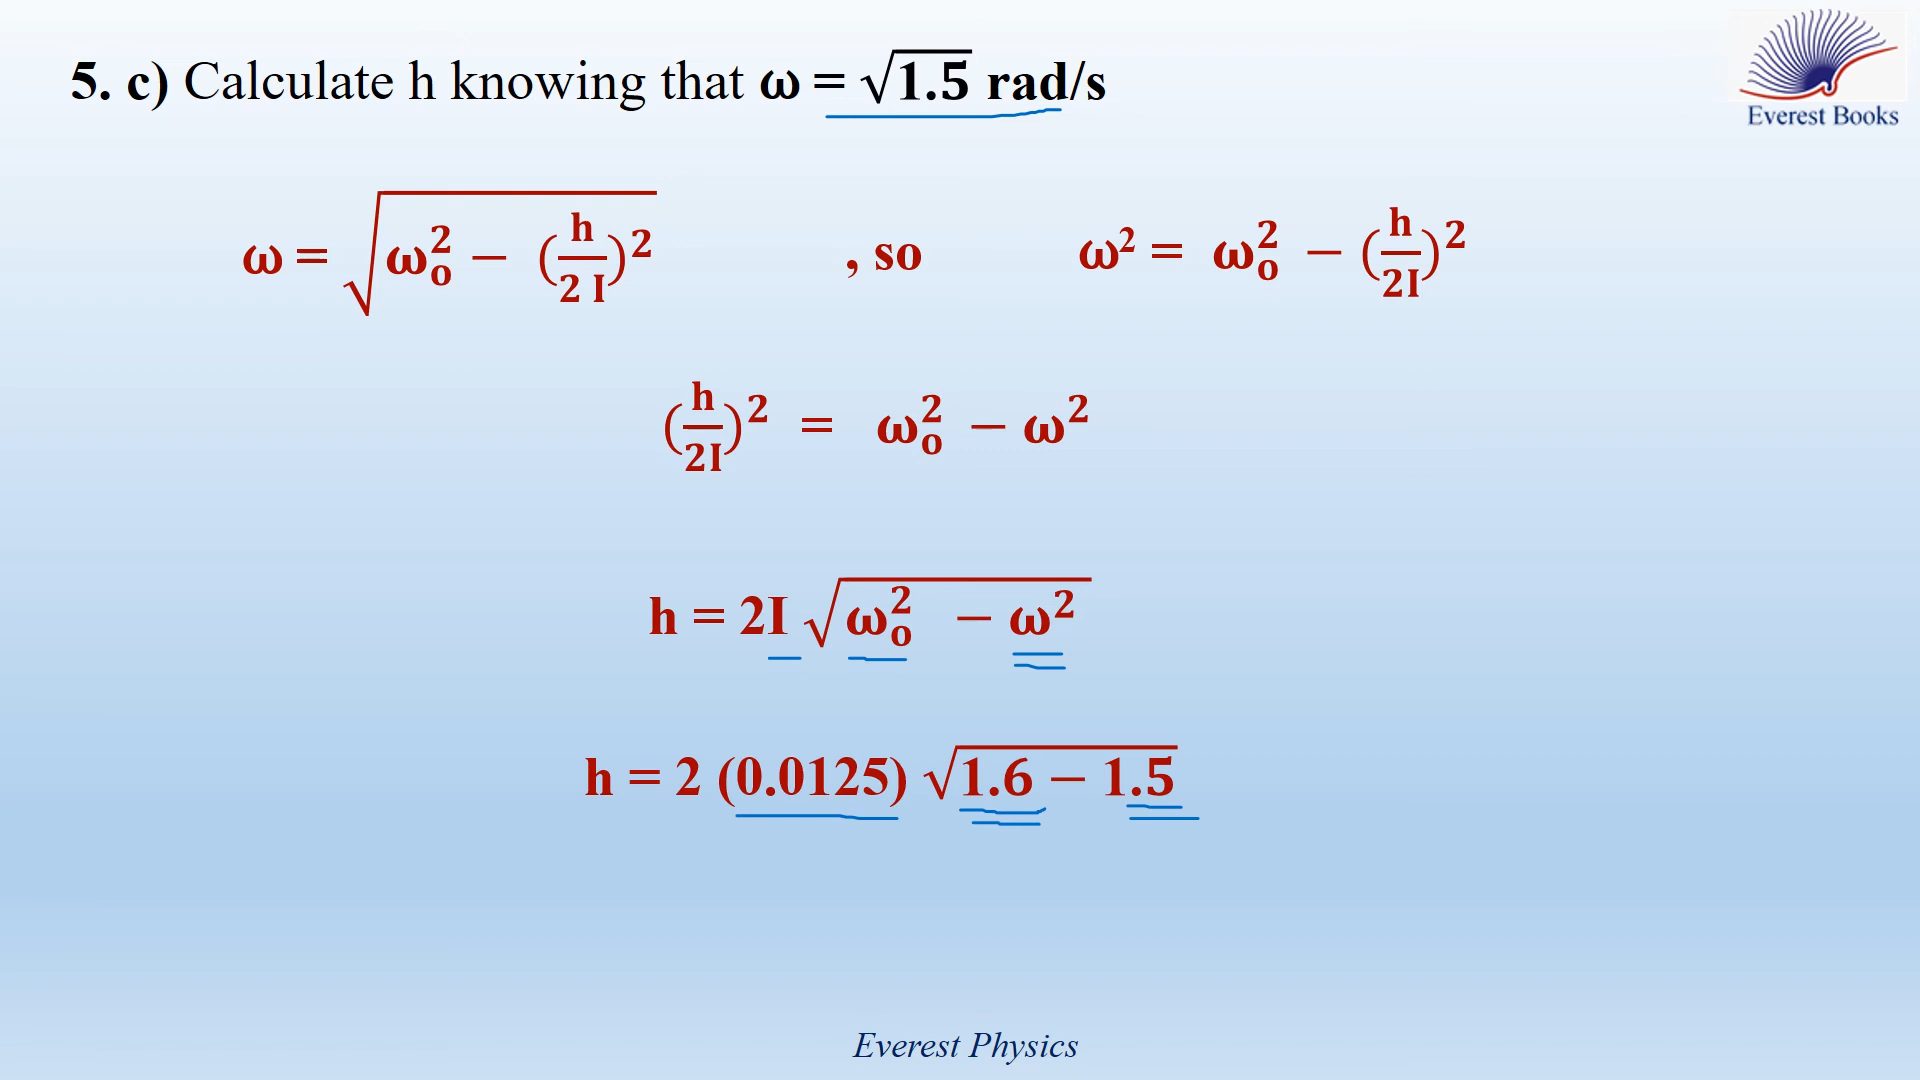 5. c) Calculate h knowing that ω = √1.5 rad/s
Everest Books
ω = √(ω₀² − (h/2 I)²) , so ω² = ω₀² − (h/2I)²
(h/2I)² = ω₀² − ω²
h = 2I √(ω₀² − ω²)
h = 2 (0.0125) √(1.6 − 1.5)
Everest Physics